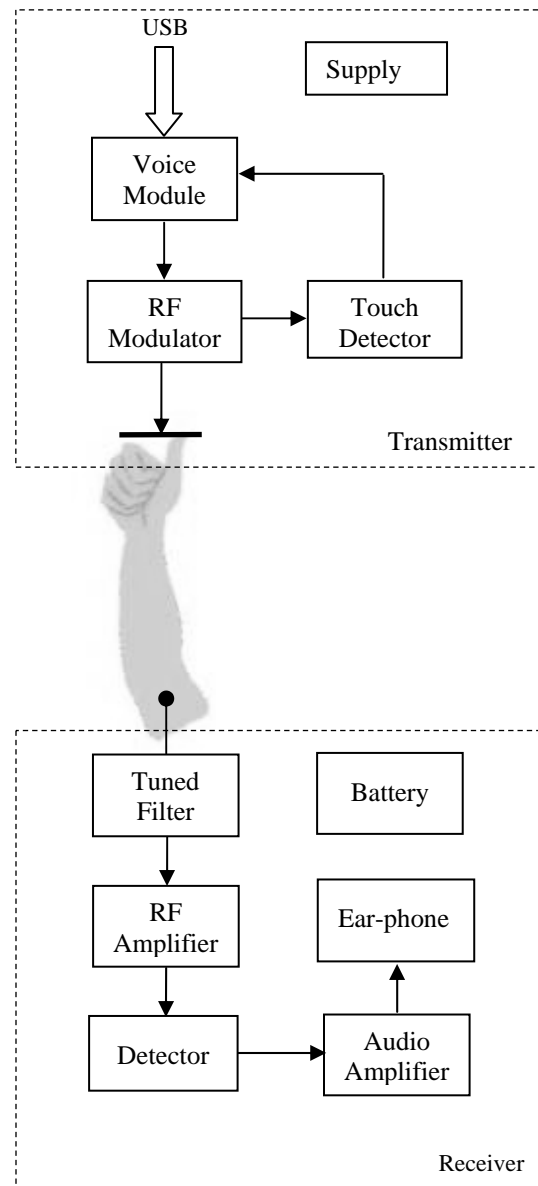 USB
Supply
Voice
Module
RF
Modulator
Touch
Detector
Transmitter
Tuned
Filter
Battery
RF
Amplifier
Ear-phone
Detector
Audio
Amplifier
Receiver